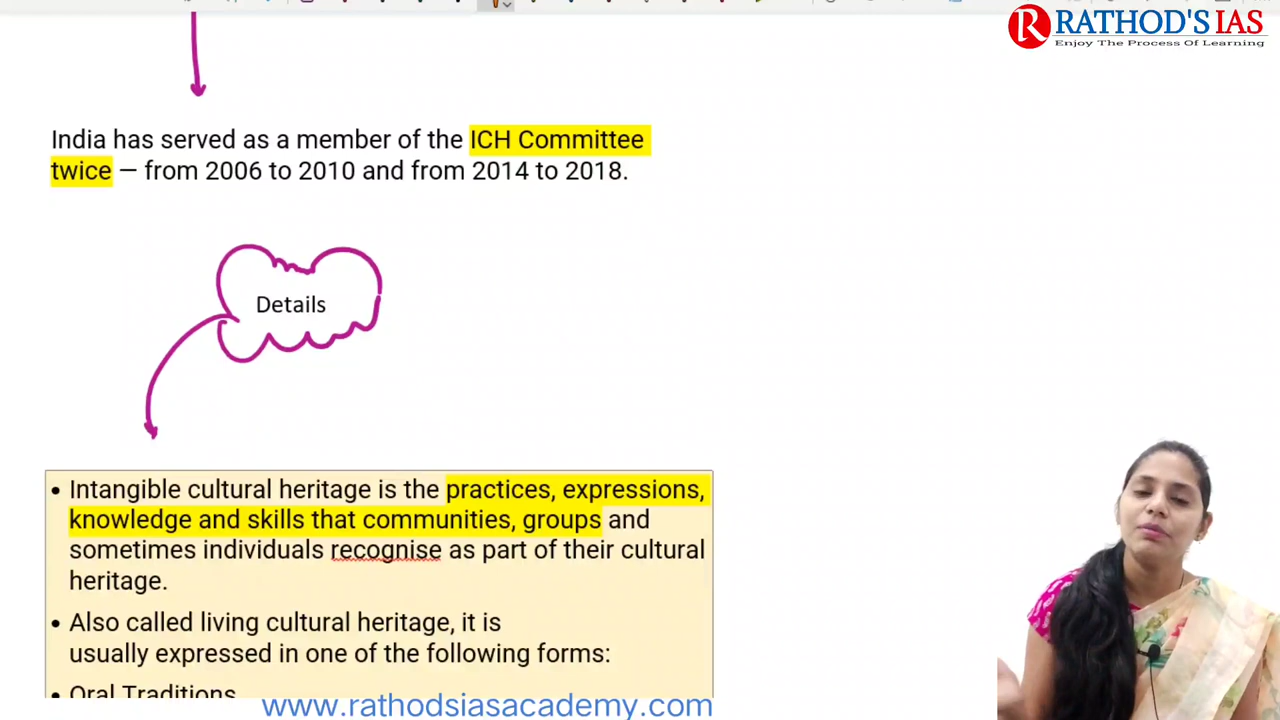 RATHOD'S IAS
Enjoy The Process Of Learning
India has served as a member of the ICH Committee
twice — from 2006 to 2010 and from 2014 to 2018.
Details
• Intangible cultural heritage is the practices, expressions,
knowledge and skills that communities, groups and
sometimes individuals recognise as part of their cultural
heritage.
• Also called living cultural heritage, it is
usually expressed in one of the following forms:
• Oral Traditions
www.rathodsiasacademy.com